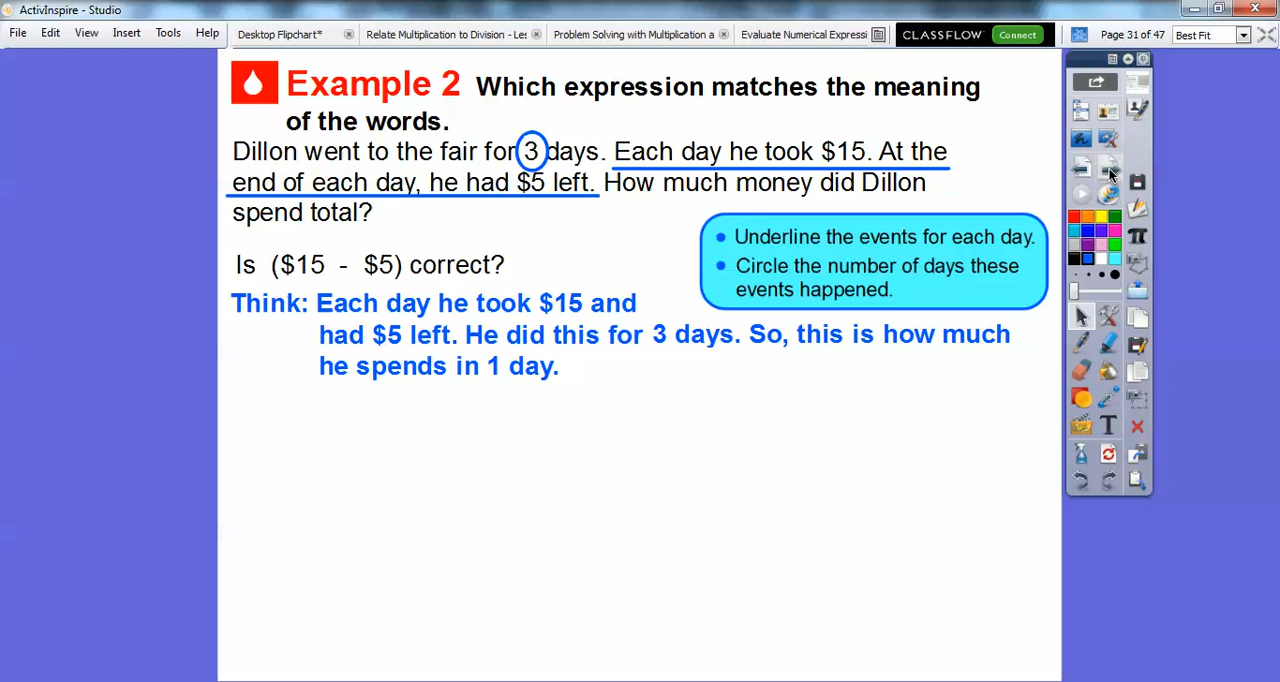 ActivInspire - Studio
File Edit View Insert Tools Help Desktop Flipchart* Relate Multiplication to Division - Les Problem Solving with Multiplication a Evaluate Numerical Expressi CLASSFLOW Connect Page 31 of 47 Best Fit
Example 2 Which expression matches the meaning
of the words.
Dillon went to the fair for 3 days. Each day he took $15. At the
end of each day, he had $5 left. How much money did Dillon
spend total?
Underline the events for each day.
Circle the number of days these
events happened.
Is ($15 - $5) correct?
Think: Each day he took $15 and
had $5 left. He did this for 3 days. So, this is how much
he spends in 1 day.